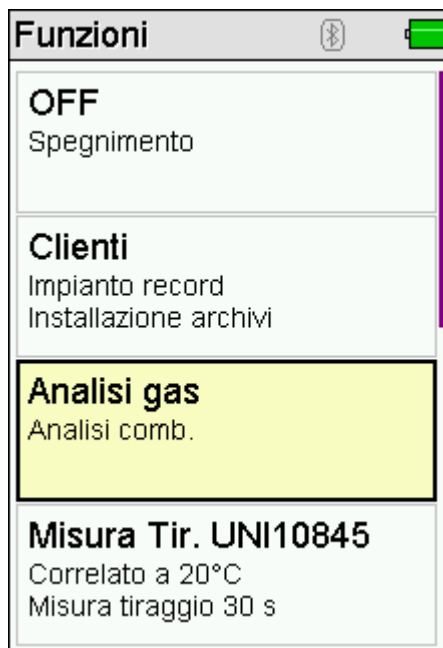 Funzioni
OFF
Spegnimento
Clienti
Impianto record
Installazione archivi
Analisi gas
Analisi comb.
Misura Tir. UNI10845
Correlato a 20°C
Misura tiraggio 30 s